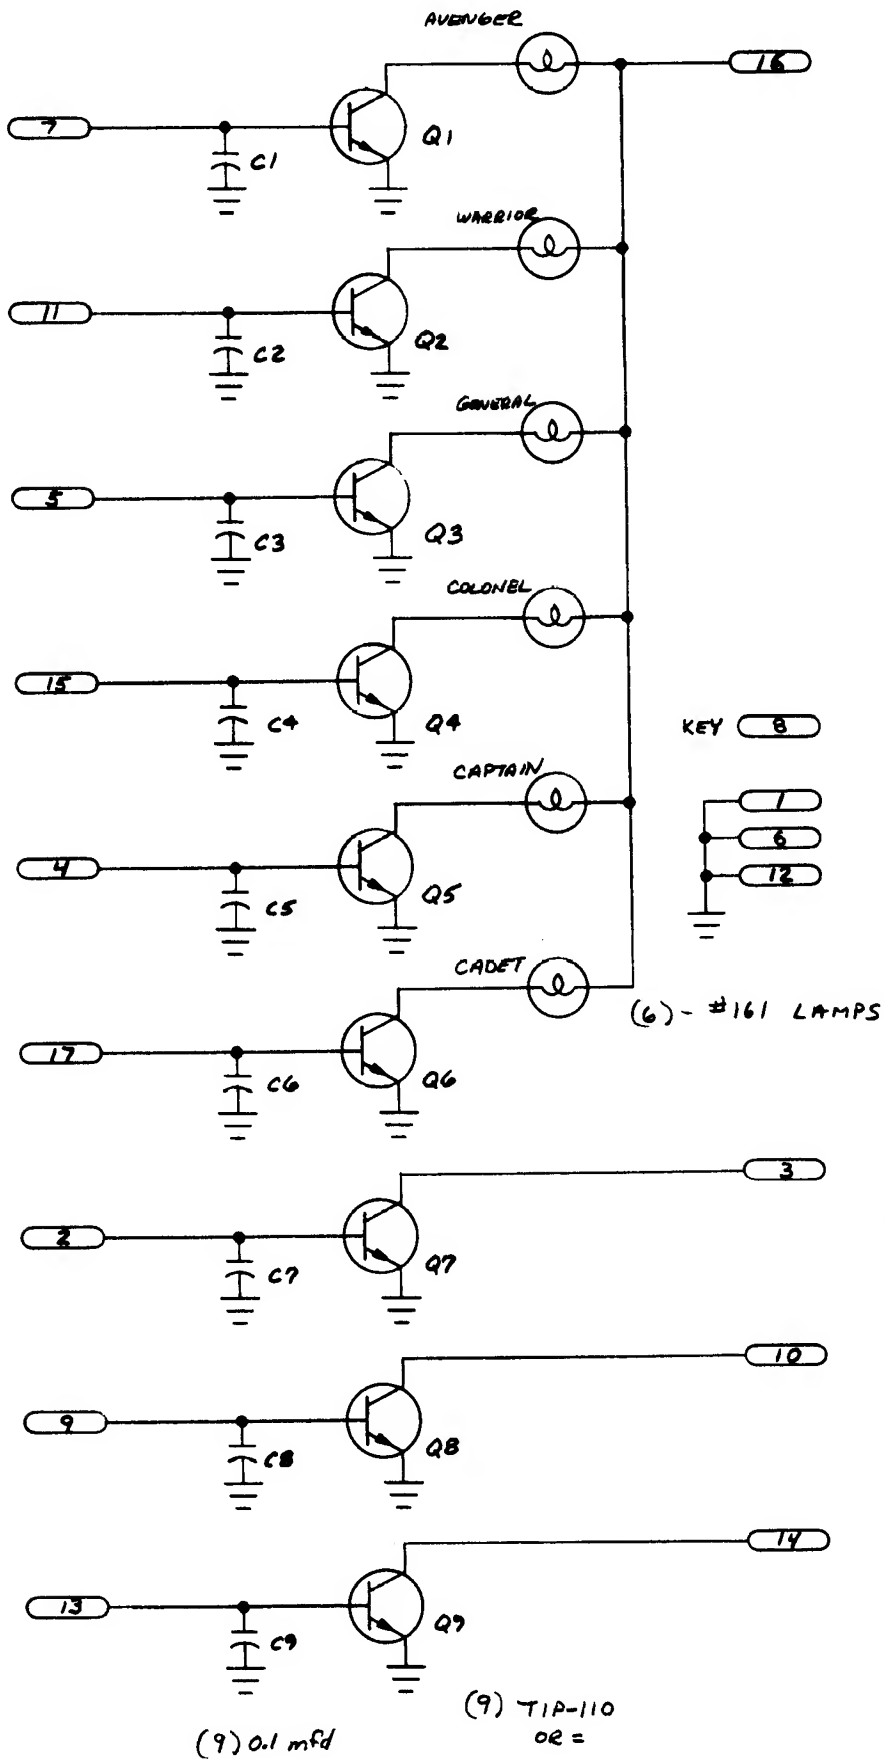 AVENGER
16
7
Q1
C1
WARRIOR
11
Q2
C2
GENERAL
5
Q3
C3
COLONEL
15
Q4
C4
KEY 8
CAPTAIN
1
6
4
12
Q5
C5
CADET
(6) - #161 LAMPS
17
Q6
C6
3
2
Q7
C7
10
9
Q8
C8
14
13
Q9
C9
(9) TIP-110
OR =
(9) 0.1 mfd